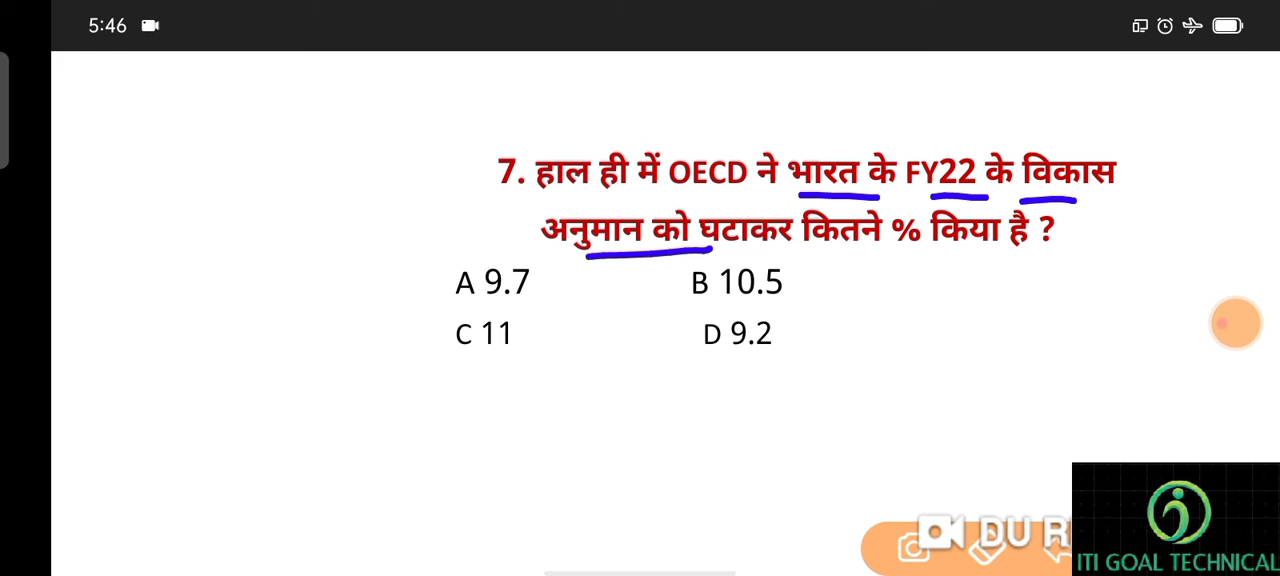 5:46
7. हाल ही में OECD ने भारत के FY22 के विकास
अनुमान को घटाकर कितने % किया है ?
A 9.7 B 10.5
C 11 D 9.2
DU R
ITI GOAL TECHNICAL